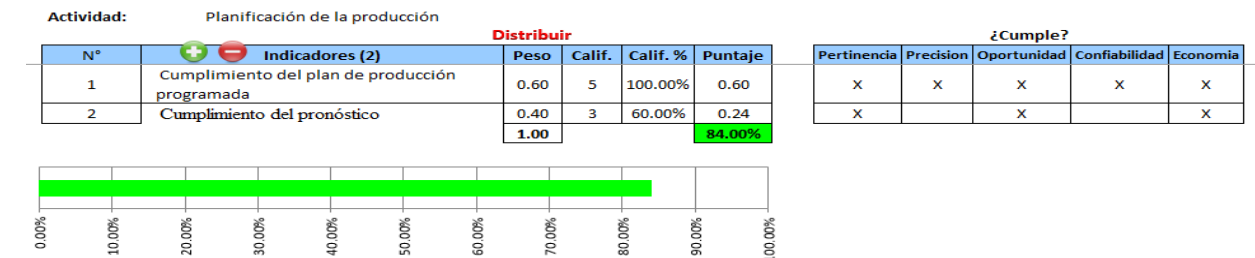 Actividad: Planificación de la producción
Distribuir ¿Cumple?
N° Indicadores (2) Peso Calif. Calif. % Puntaje Pertinencia Precision Oportunidad Confiabilidad Economia
1 Cumplimiento del plan de producción programada 0.60 5 100.00% 0.60 X X X X X
2 Cumplimiento del pronóstico 0.40 3 60.00% 0.24 X X X
1.00 84.00%
0.00% 10.00% 20.00% 30.00% 40.00% 50.00% 60.00% 70.00% 80.00% 90.00% 100.00%